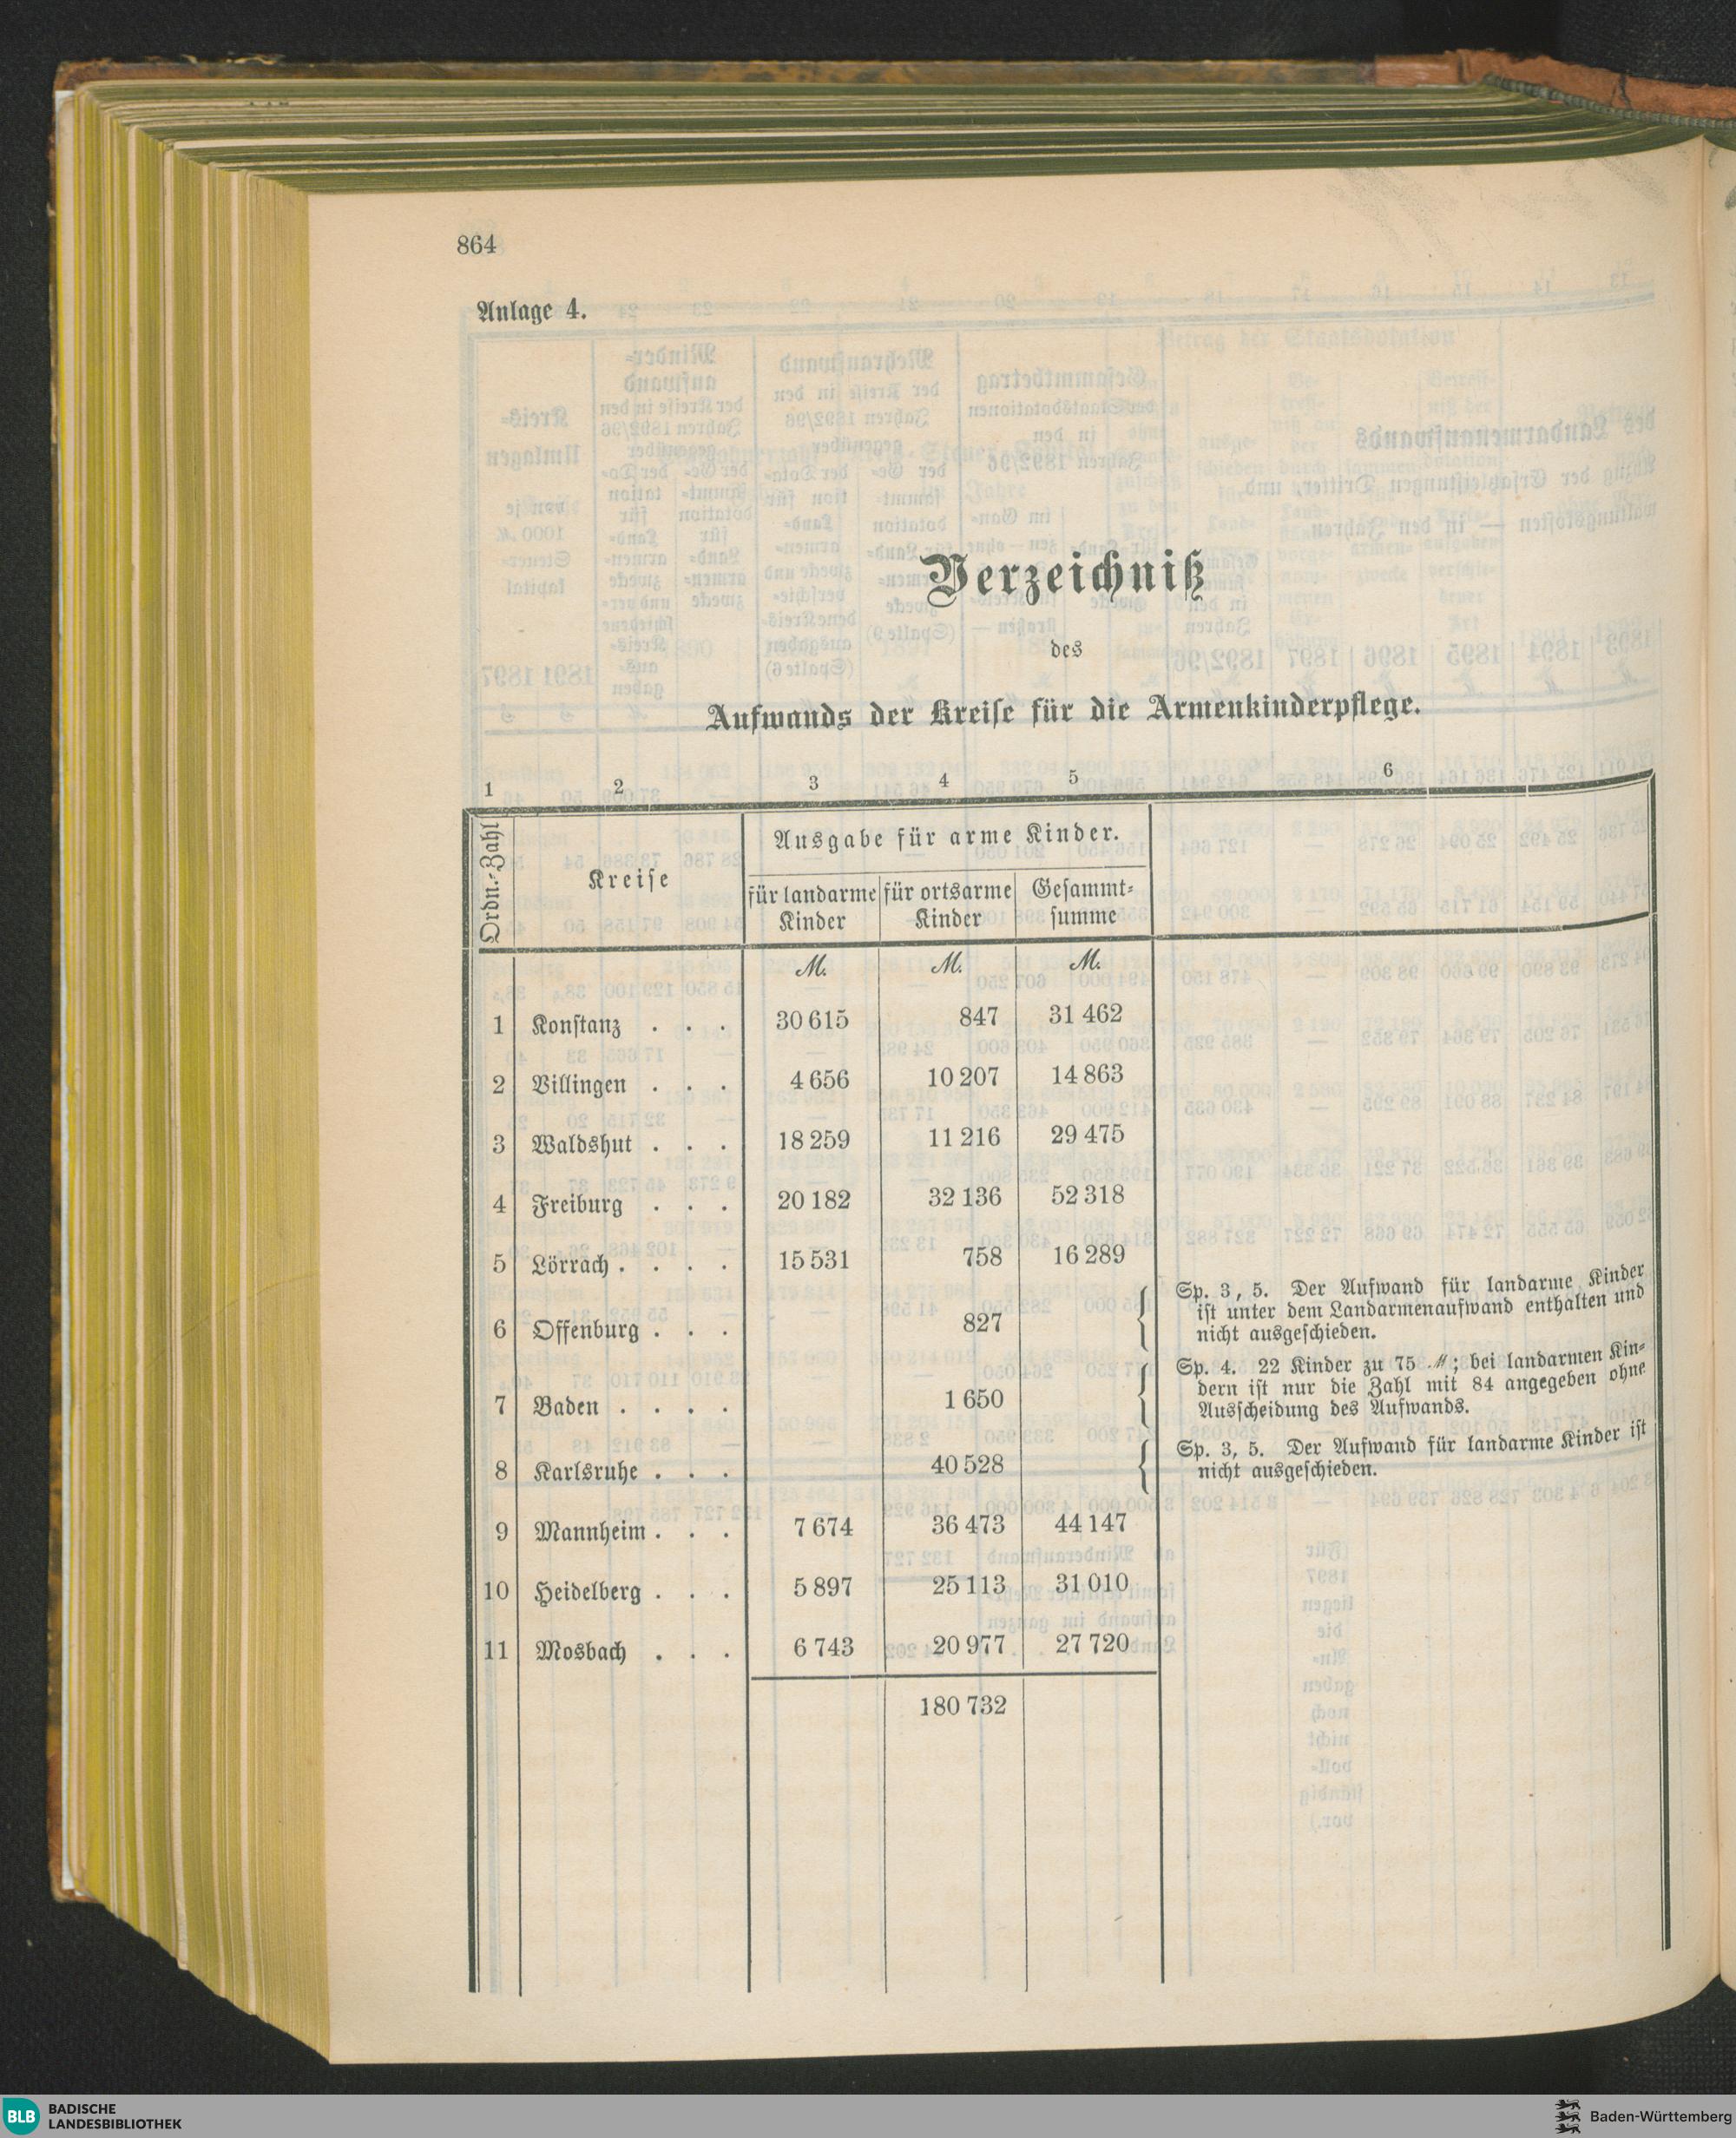 864
Anlage 4.
Verzeichniß
des
Aufwands der Kreise für die Armenkinderpflege.
1 2 3 4 5 6
Ordn.-Zahl Kreise Ausgabe für arme Kinder.
für landarme Kinder für ortsarme Kinder Gesammt-summe
M. M. M.
1 Konstanz . . . 30 615 847 31 462
2 Villingen . . . 4 656 10 207 14 863
3 Waldshut . . . 18 259 11 216 29 475
4 Freiburg . . . 20 182 32 136 52 318
5 Lörrach . . . . 15 531 758 16 289
6 Offenburg . . . 827
Sp. 3, 5. Der Aufwand für landarme Kinder
ist unter dem Landarmenaufwand enthalten und
nicht ausgeschieden.
7 Baden . . . . 1 650
Sp. 4. 22 Kinder zu 75 M; bei landarmen Kin-
dern ist nur die Zahl mit 84 angegeben ohne
Ausscheidung des Aufwands.
8 Karlsruhe . . . 40 528
Sp. 3, 5. Der Aufwand für landarme Kinder ist
nicht ausgeschieden.
9 Mannheim . . . 7 674 36 473 44 147
10 Heidelberg . . . 5 897 25 113 31 010
11 Mosbach . . . 6 743 20 977 27 720
180 732
BLB BADISCHE
LANDESBIBLIOTHEK
Baden-Württemberg